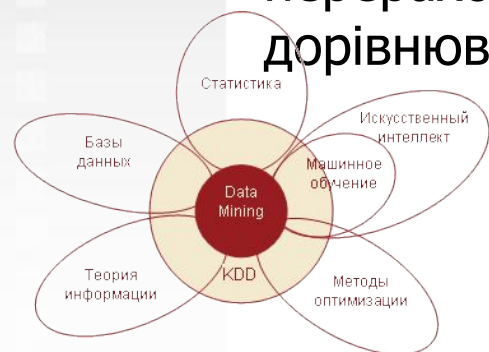 дорівнюв
Статистика
Искусственный
интеллект
Базы
данных
Машинное
обучение
Data
Mining
KDD
Теория
информации
Методы
оптимизации